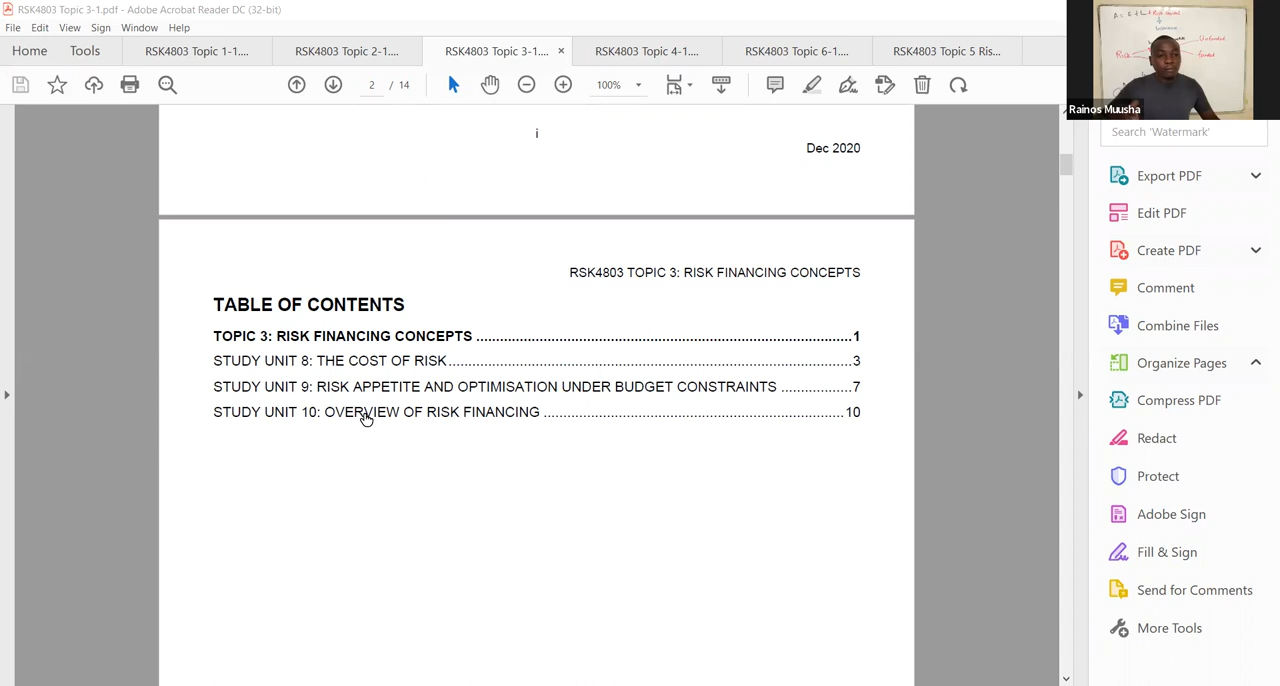 RSK4803 Topic 3-1.pdf - Adobe Acrobat Reader DC (32-bit)
File Edit View Sign Window Help
Home Tools RSK4803 Topic 1-1.... RSK4803 Topic 2-1.... RSK4803 Topic 3-1.... × RSK4803 Topic 4-1.... RSK4803 Topic 6-1.... RSK4803 Topic 5 Ris...
2 / 14 100%
A = E + L + Risk capital
Risk
Unfunded
funded
Rainos Muusha
i
Dec 2020
RSK4803 TOPIC 3: RISK FINANCING CONCEPTS
TABLE OF CONTENTS
TOPIC 3: RISK FINANCING CONCEPTS ........................................................................................1
STUDY UNIT 8: THE COST OF RISK...............................................................................................3
STUDY UNIT 9: RISK APPETITE AND OPTIMISATION UNDER BUDGET CONSTRAINTS .................7
STUDY UNIT 10: OVERVIEW OF RISK FINANCING .......................................................................10
Search 'Watermark'
Export PDF
Edit PDF
Create PDF
Comment
Combine Files
Organize Pages
Compress PDF
Redact
Protect
Adobe Sign
Fill & Sign
Send for Comments
More Tools